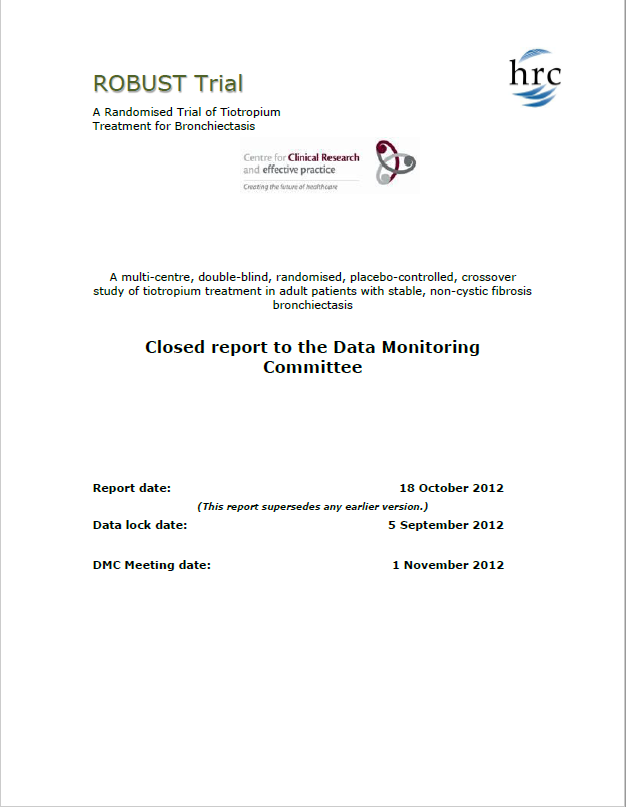 ROBUST Trial
hrc
A Randomised Trial of Tiotropium
Treatment for Bronchiectasis
Centre for Clinical Research
and effective practice
Creating the future of healthcare
A multi-centre, double-blind, randomised, placebo-controlled, crossover
study of tiotropium treatment in adult patients with stable, non-cystic fibrosis
bronchiectasis
Closed report to the Data Monitoring
Committee
Report date: 18 October 2012
(This report supersedes any earlier version.)
Data lock date: 5 September 2012
DMC Meeting date: 1 November 2012